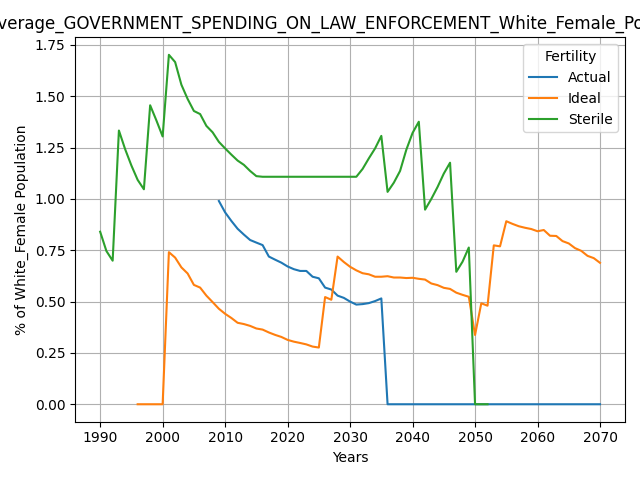 verage_GOVERNMENT_SPENDING_ON_LAW_ENFORCEMENT_White_Female_Po
Fertility
Actual
Ideal
Sterile
% of White_Female Population
1.75
1.50
1.25
1.00
0.75
0.50
0.25
0.00
1990 2000 2010 2020 2030 2040 2050 2060 2070
Years